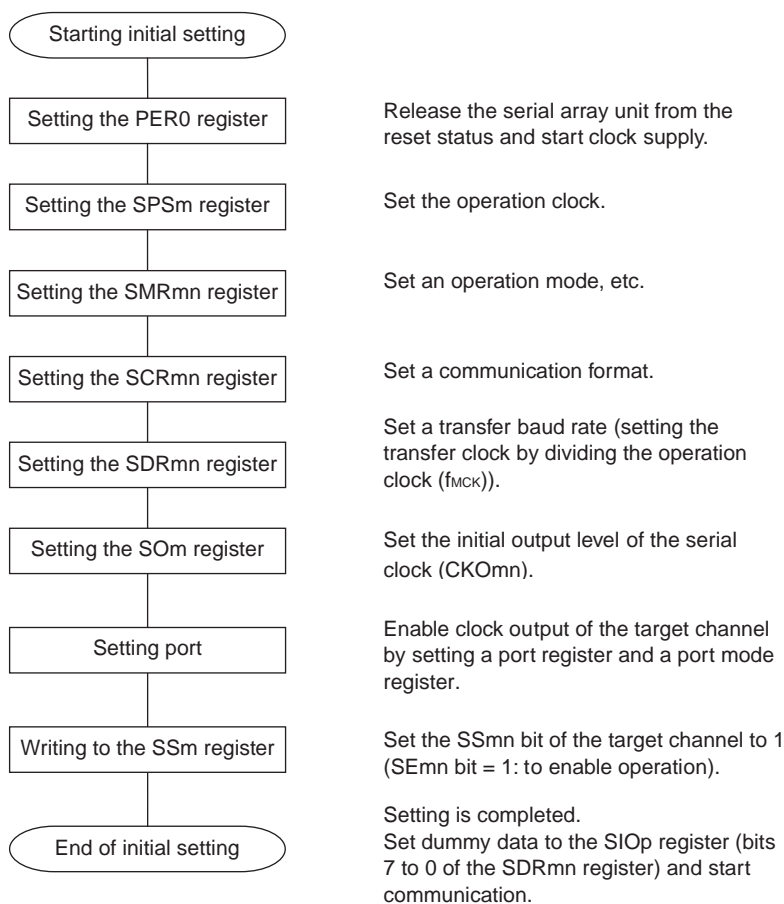 Starting initial setting
Setting the PER0 register
Release the serial array unit from the
reset status and start clock supply.
Setting the SPSm register
Set the operation clock.
Setting the SMRmn register
Set an operation mode, etc.
Setting the SCRmn register
Set a communication format.
Setting the SDRmn register
Set a transfer baud rate (setting the
transfer clock by dividing the operation
clock (fMCK)).
Setting the SOm register
Set the initial output level of the serial
clock (CKOmn).
Setting port
Enable clock output of the target channel
by setting a port register and a port mode
register.
Writing to the SSm register
Set the SSmn bit of the target channel to 1
(SEmn bit = 1: to enable operation).
End of initial setting
Setting is completed.
Set dummy data to the SIOp register (bits
7 to 0 of the SDRmn register) and start
communication.